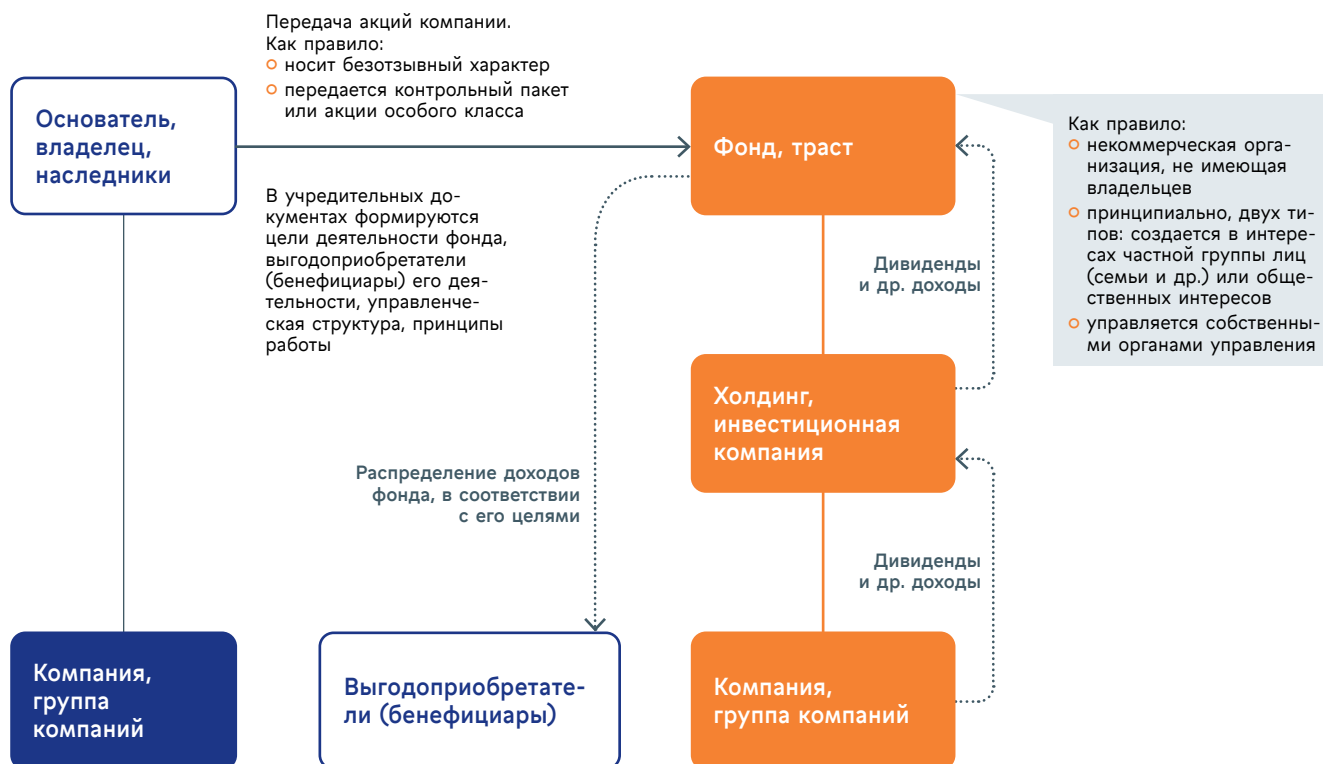 Передача акций компании.
Как правило:
носит безотзывный характер
передается контрольный пакет
или акции особого класса
Основатель,
владелец,
наследники
Фонд, траст
Как правило:
некоммерческая орга-
низация, не имеющая
владельцев
принципиально, двух ти-
пов: создается в интере-
сах частной группы лиц
(семьи и др.) или обще-
ственных интересов
управляется собственны-
ми органами управления
В учредительных до-
кументах формируются
цели деятельности фонда,
выгодоприобретатели
(бенефициары) его дея-
тельности, управленче-
ская структура, принципы
работы
Дивиденды
и др. доходы
Холдинг,
инвестиционная
компания
Распределение доходов
фонда, в соответствии
с его целями
Дивиденды
и др. доходы
Компания,
группа
компаний
Выгодоприобретате-
ли (бенефициары)
Компания,
группа компаний